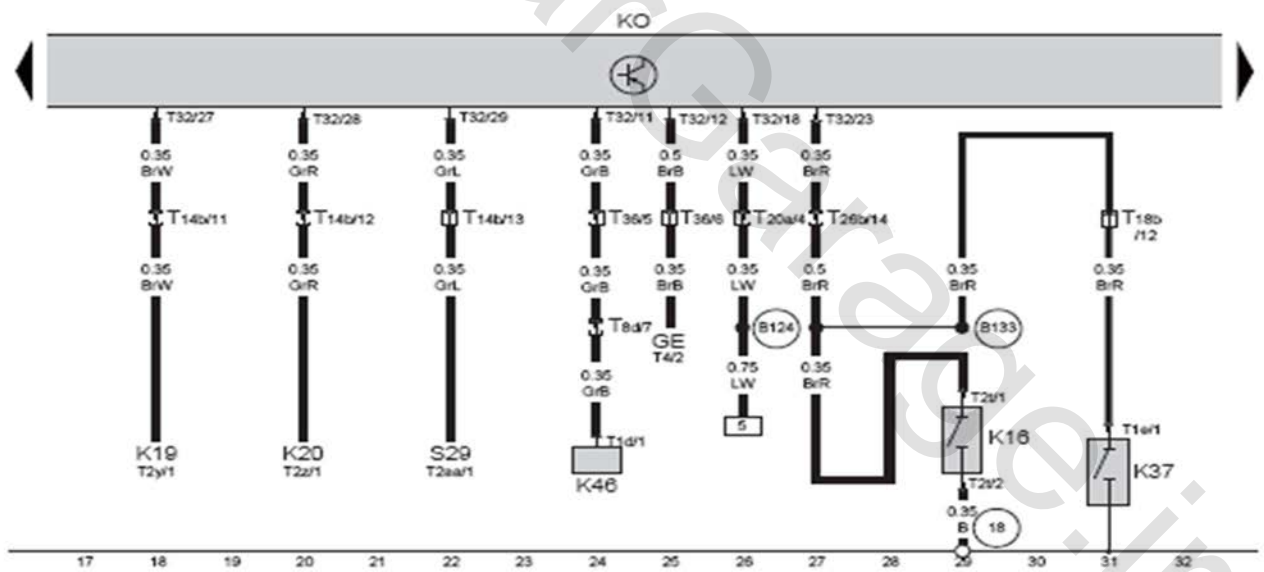 KO
T32/27 T32/28 T32/29 T32/11 T32/12 T32/18 T32/23
0.35 0.35 0.35 0.35 0.5 0.35 0.35
BrW GrR GrL GrB BrB LW BrR
T14b/11 T14b/12 T14b/13 T36/5 T36/6 T20a/4 T26b/14 T18b
/12
0.35 0.35 0.35 0.35 0.35 0.35 0.5 0.35 0.35
BrW GrR GrL GrB BrB LW BrR BrR BrR
T8d/7 B124 B133
GE
T4/2
0.35 0.75 0.35
GrB LW BrR
T2t/1
5
T1d/1 K16 T1e/1
K19 K20 S29 K37
T2y/1 T2z/1 T2aa/1
K46 T2t/2
0.35
B 18
17 18 19 20 21 22 23 24 25 26 27 28 29 30 31 32
CarGarage.in